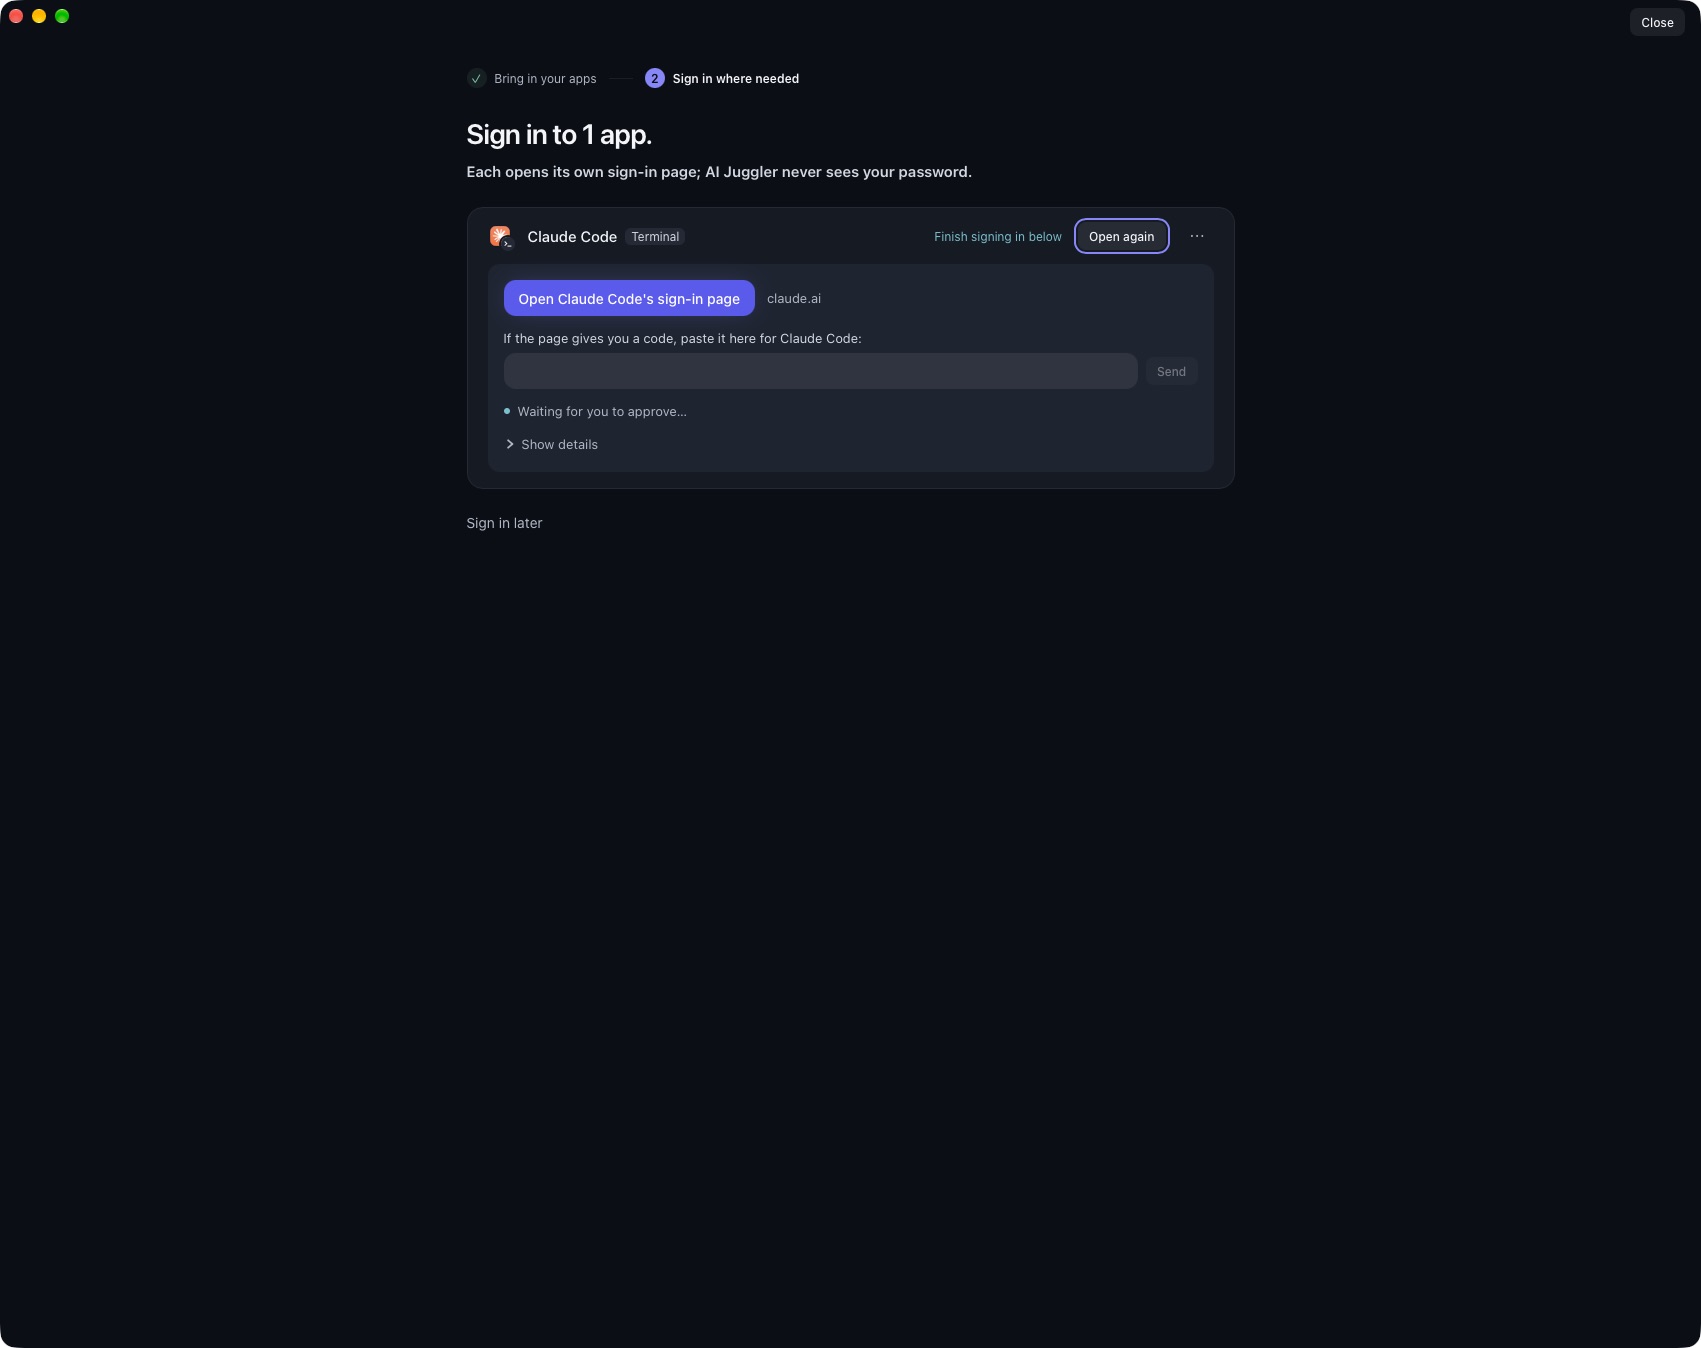 Close
✓ Bring in your apps
2 Sign in where needed
Sign in to 1 app.
Each opens its own sign-in page; AI Juggler never sees your password.
Claude Code Terminal
Finish signing in below
Open again
···
Open Claude Code's sign-in page
claude.ai
If the page gives you a code, paste it here for Claude Code:
Send
Waiting for you to approve...
Show details
Sign in later